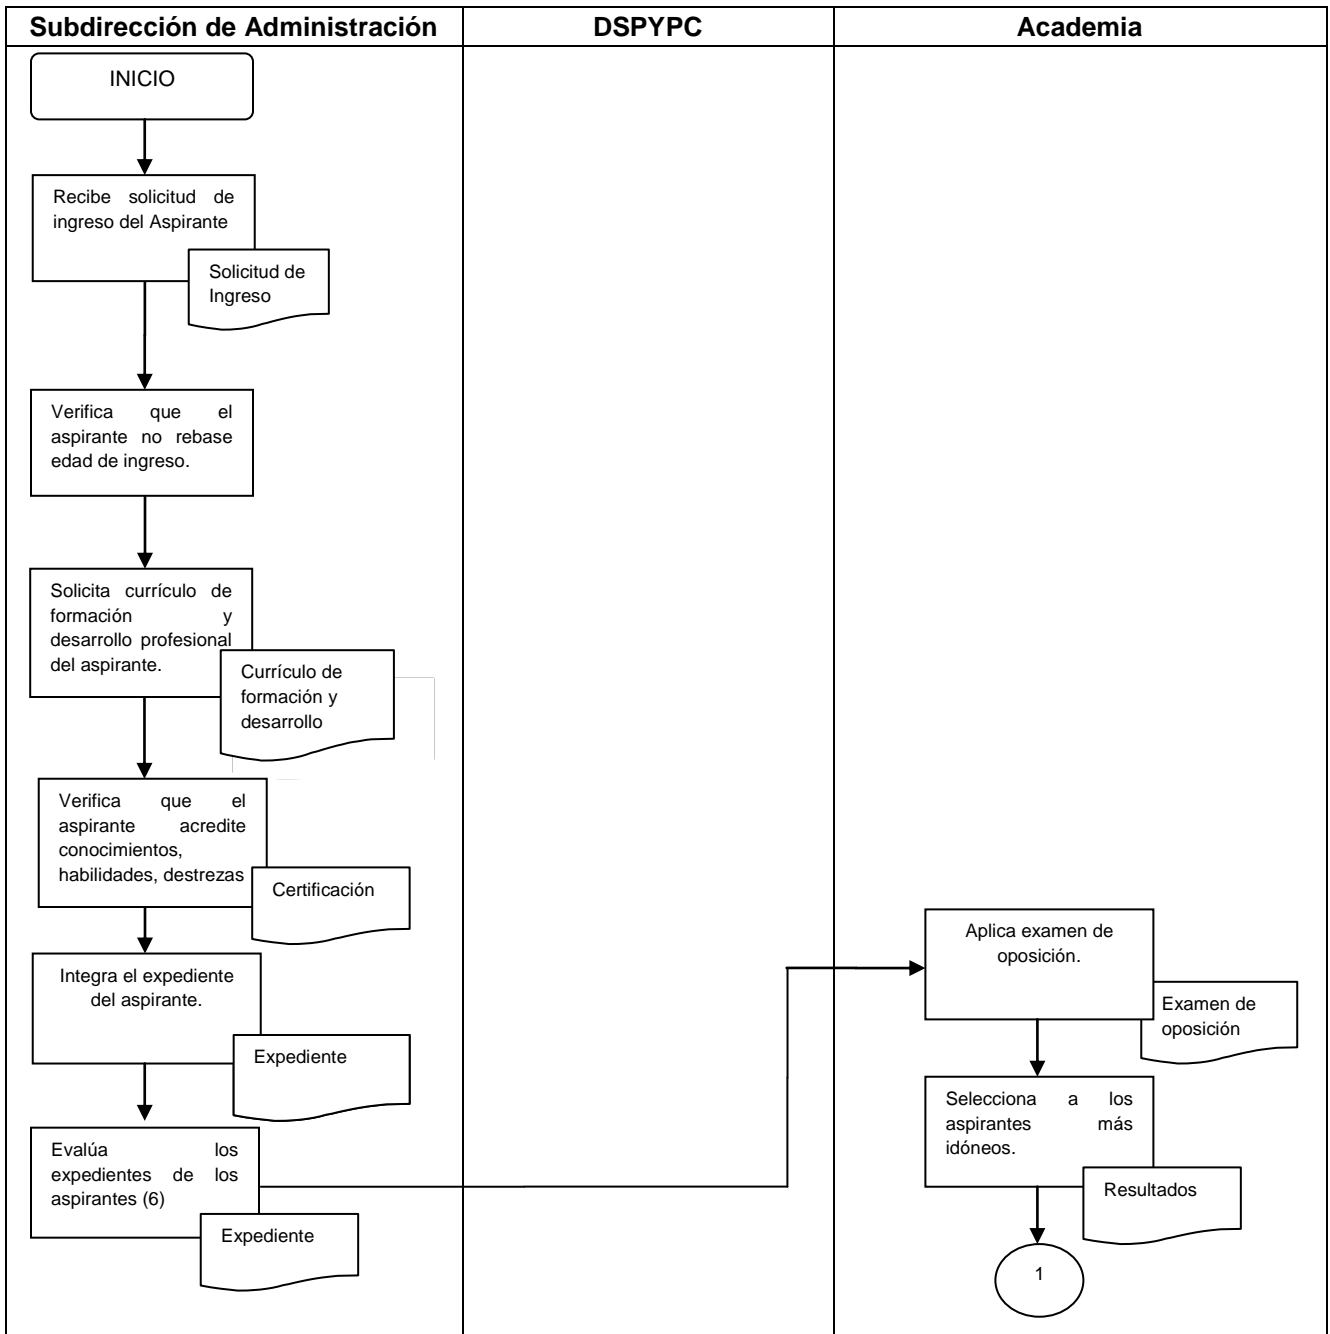 Subdirección de Administración
DSPYPC
Academia
INICIO
Recibe solicitud de
ingreso del Aspirante
Solicitud de
Ingreso
Verifica que el
aspirante no rebase
edad de ingreso.
Solicita currículo de
formación y
desarrollo profesional
del aspirante.
Currículo de
formación y
desarrollo
Verifica que el
aspirante acredite
conocimientos,
habilidades, destrezas
Certificación
Integra el expediente
del aspirante.
Expediente
Evalúa los
expedientes de los
aspirantes (6)
Expediente
Aplica examen de
oposición.
Examen de
oposición
Selecciona a los
aspirantes más
idóneos.
Resultados
1